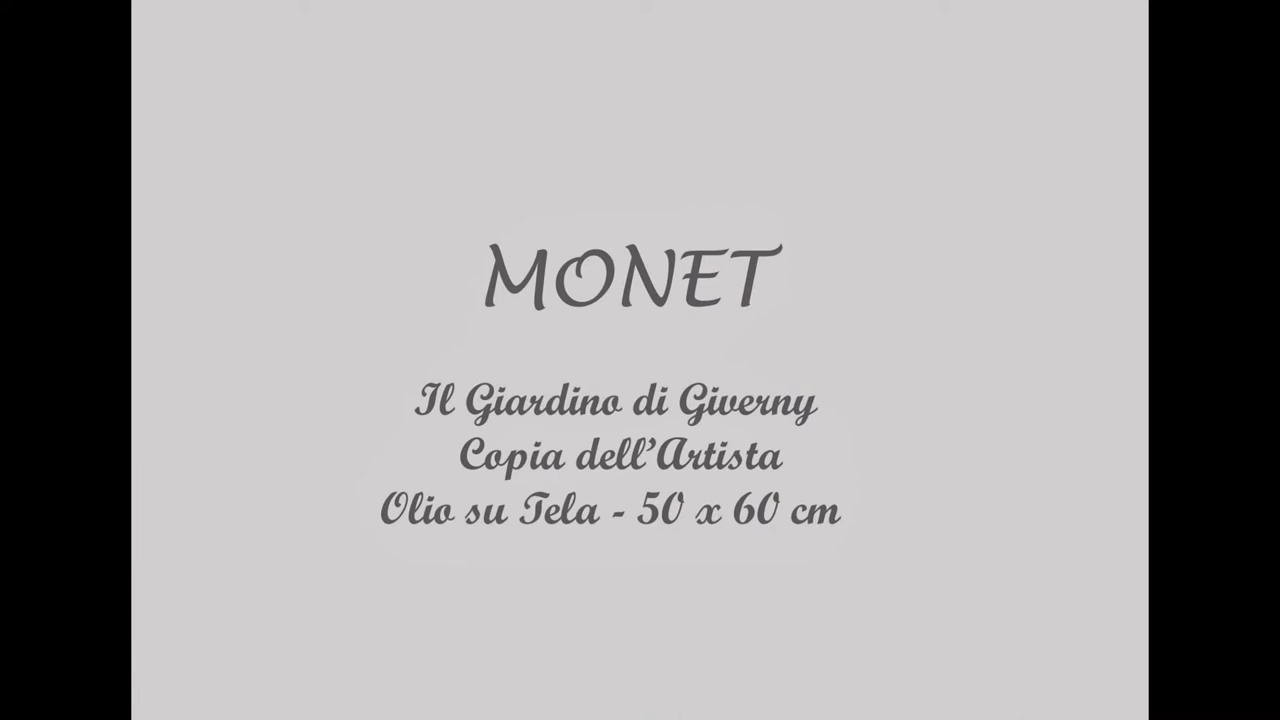 MONET
Il Giardino di Giverny
Copia dell'Artista
Olio su Tela - 50 x 60 cm